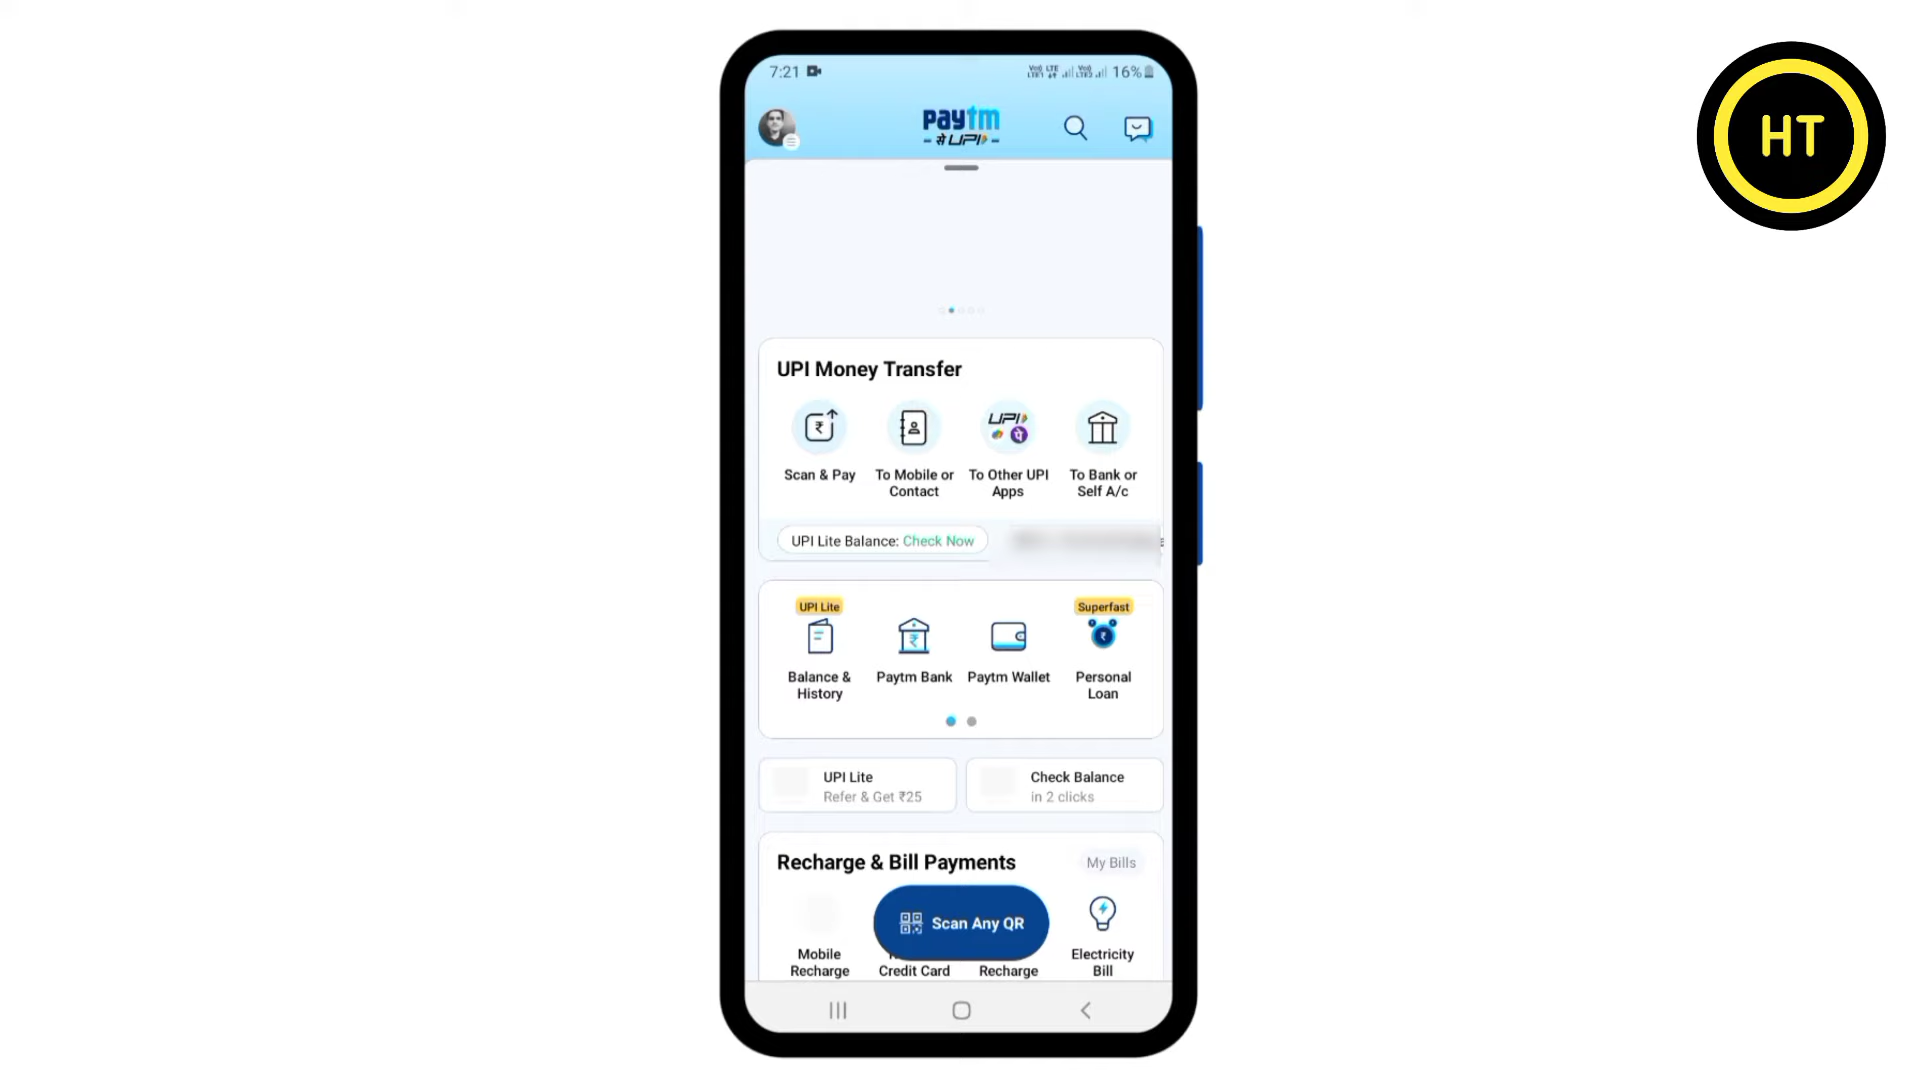 7:21
16%
HT
paytm
से UPI
UPI Money Transfer
UPI
पे
Scan & Pay
To Mobile or
Contact
To Other UPI
Apps
To Bank or
Self A/c
UPI Lite Balance: Check Now
UPI Lite
Superfast
Balance &
History
Paytm Bank
Paytm Wallet
Personal
Loan
UPI Lite
Refer & Get ₹25
Check Balance
in 2 clicks
Recharge & Bill Payments
My Bills
Scan Any QR
Mobile
Recharge
Credit Card
Recharge
Electricity
Bill